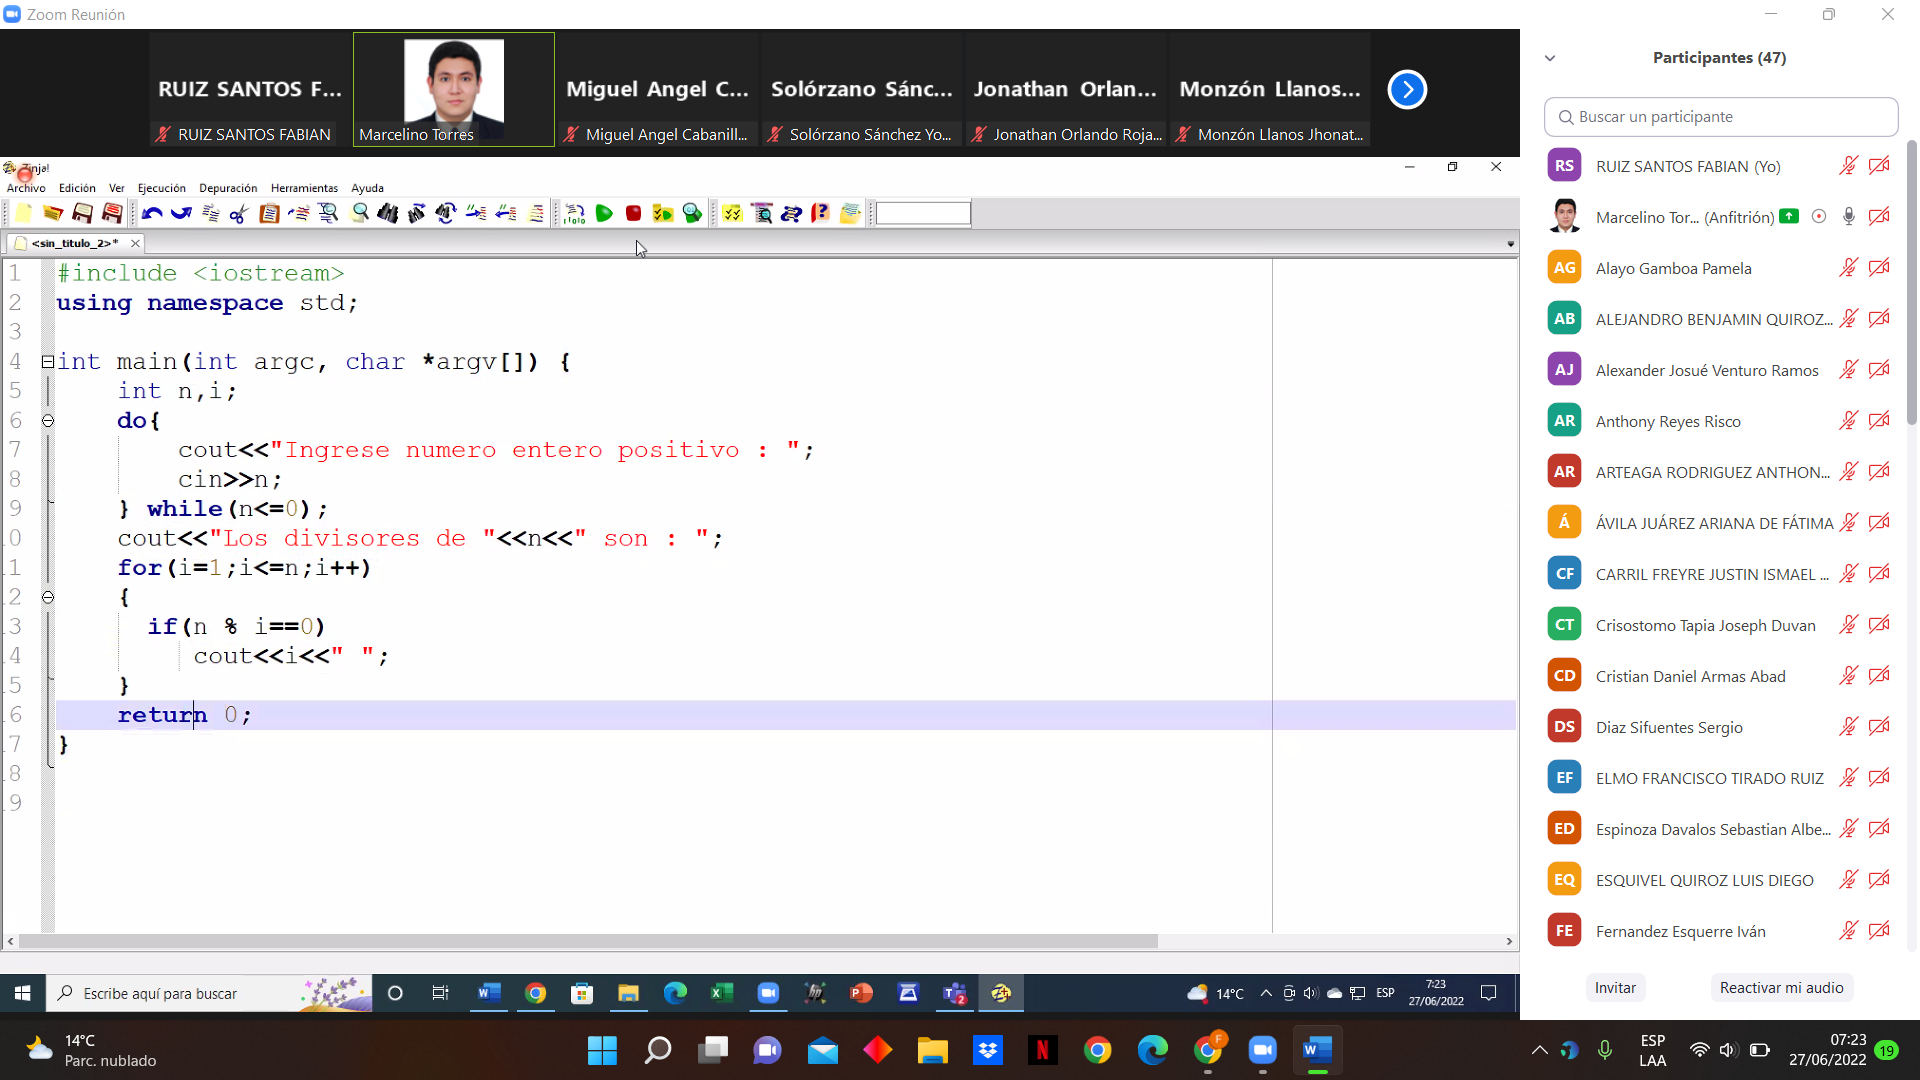 Zoom Reunión
RUIZ SANTOS F...
Miguel Angel C...
Solórzano Sánc...
Jonathan Orlan...
Monzón Llanos...
RUIZ SANTOS FABIAN
Marcelino Torres
Miguel Angel Cabanill...
Solórzano Sánchez Yo...
Jonathan Orlando Roja...
Monzón Llanos Jhonat...
Archivo Edición Ver Ejecución Depuración Herramientas Ayuda
<sin_titulo_2>*
1 #include <iostream>
2 using namespace std;
3
4 int main(int argc, char *argv[]) {
5 int n,i;
6 do{
7 cout<<"Ingrese numero entero positivo : ";
8 cin>>n;
9 } while(n<=0);
.0 cout<<"Los divisores de "<<n<<" son : ";
.1 for(i=1;i<=n;i++)
.2 {
.3 if(n % i==0)
.4 cout<<i<<" ";
.5 }
.6 return 0;
.7 }
.8
.9
Escribe aquí para buscar
14°C
ESP
7:23
27/06/2022
Participantes (47)
Buscar un participante
RS RUIZ SANTOS FABIAN (Yo)
Marcelino Tor... (Anfitrión)
AG Alayo Gamboa Pamela
AB ALEJANDRO BENJAMIN QUIROZ...
AJ Alexander Josué Venturo Ramos
AR Anthony Reyes Risco
AR ARTEAGA RODRIGUEZ ANTHON...
Á ÁVILA JUÁREZ ARIANA DE FÁTIMA
CF CARRIL FREYRE JUSTIN ISMAEL ...
CT Crisostomo Tapia Joseph Duvan
CD Cristian Daniel Armas Abad
DS Diaz Sifuentes Sergio
EF ELMO FRANCISCO TIRADO RUIZ
ED Espinoza Davalos Sebastian Albe...
EQ ESQUIVEL QUIROZ LUIS DIEGO
FE Fernandez Esquerre Iván
Invitar
Reactivar mi audio
14°C
Parc. nublado
ESP
LAA
07:23
27/06/2022
19